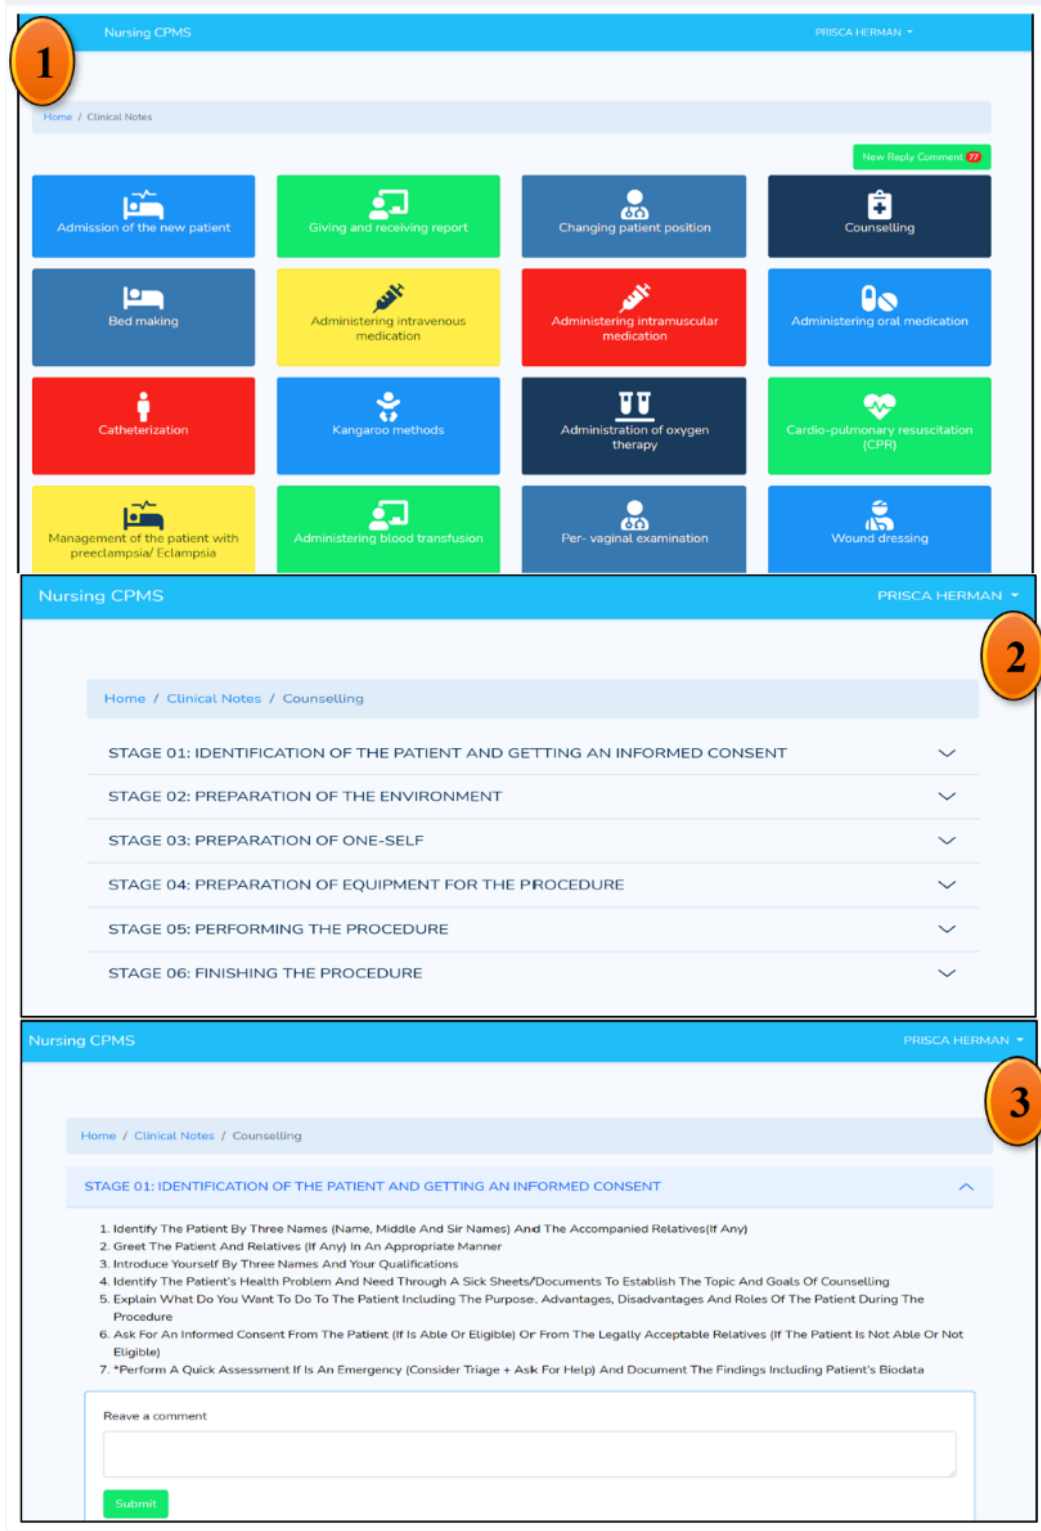 1
Nursing CPMS
PRISCA HERMAN
Home / Clinical Notes
New Reply Comment 77
Admission of the new patient
Giving and receiving report
Changing patient position
Counselling
Bed making
Administering intravenous
medication
Administering intramuscular
medication
Administering oral medication
Catheterization
Kangaroo methods
Administration of oxygen
therapy
Cardio-pulmonary resuscitation
(CPR)
Management of the patient with
preeclampsia/ Eclampsia
Administering blood transfusion
Per- vaginal examination
Wound dressing
Nursing CPMS
PRISCA HERMAN
2
Home / Clinical Notes / Counselling
STAGE 01: IDENTIFICATION OF THE PATIENT AND GETTING AN INFORMED CONSENT
STAGE 02: PREPARATION OF THE ENVIRONMENT
STAGE 03: PREPARATION OF ONE-SELF
STAGE 04: PREPARATION OF EQUIPMENT FOR THE PROCEDURE
STAGE 05: PERFORMING THE PROCEDURE
STAGE 06: FINISHING THE PROCEDURE
Nursing CPMS
PRISCA HERMAN
3
Home / Clinical Notes / Counselling
STAGE 01: IDENTIFICATION OF THE PATIENT AND GETTING AN INFORMED CONSENT
1. Identify The Patient By Three Names (Name, Middle And Sir Names) And The Accompanied Relatives(If Any)
2. Greet The Patient And Relatives (If Any) In An Appropriate Manner
3. Introduce Yourself By Three Names And Your Qualifications
4. Identify The Patient's Health Problem And Need Through A Sick Sheets/Documents To Establish The Topic And Goals Of Counselling
5. Explain What Do You Want To Do To The Patient Including The Purpose, Advantages, Disadvantages And Roles Of The Patient During The
Procedure
6. Ask For An Informed Consent From The Patient (If Is Able Or Eligible) Or From The Legally Acceptable Relatives (If The Patient Is Not Able Or Not
Eligible)
7. *Perform A Quick Assessment If Is An Emergency (Consider Triage + Ask For Help) And Document The Findings Including Patient's Biodata
Reave a comment
Submit